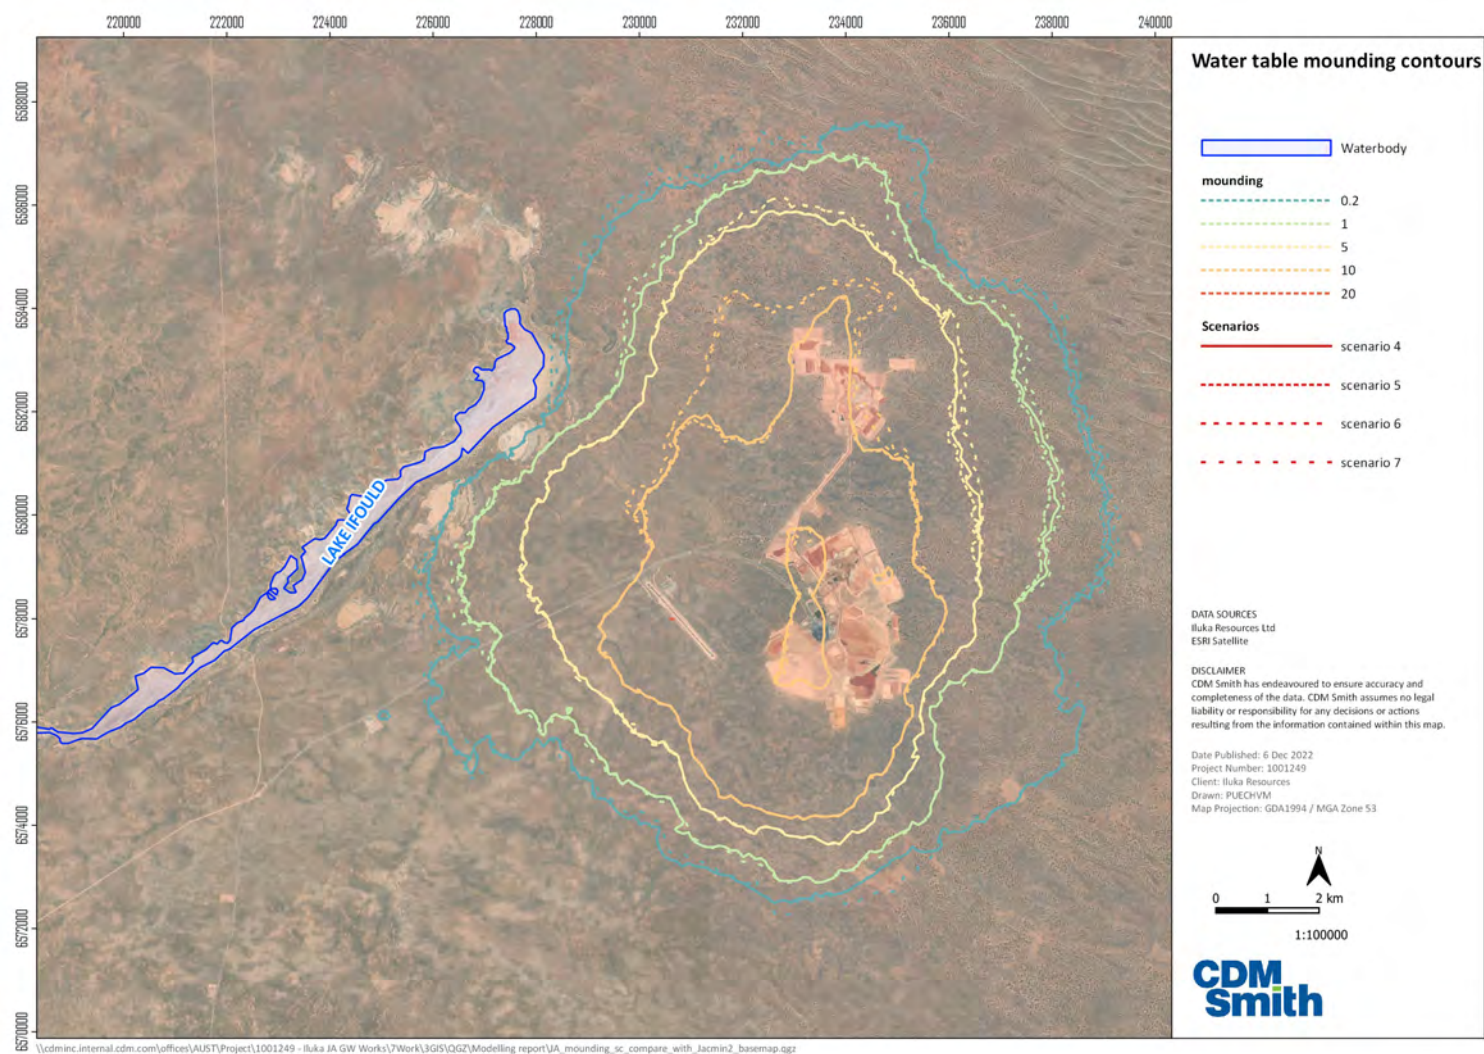 220000 222000 224000 226000 228000 230000 232000 234000 236000 238000 240000
6588000
6586000
6584000
6582000
6580000
6578000
6576000
6574000
6572000
6570000
LAKE IFOULD
Water table mounding contours
Waterbody
mounding
0.2
1
5
10
20
Scenarios
scenario 4
scenario 5
scenario 6
scenario 7
DATA SOURCES
Iluka Resources Ltd
ESRI Satellite
DISCLAIMER
CDM Smith has endeavoured to ensure accuracy and
completeness of the data. CDM Smith assumes no legal
liability or responsibility for any decisions or actions
resulting from the information contained within this map.
Date Published: 6 Dec 2022
Project Number: 1001249
Client: Iluka Resources
Drawn: PUECHVM
Map Projection: GDA1994 / MGA Zone 53
N
0 1 2 km
1:100000
CDM
Smith
\\cdminc.internal.cdm.com\offices\AUST\Project\1001249 - Iluka JA GW Works\7Work\3GIS\QGZ\Modelling report\JA_mounding_sc_compare_with_Jacmin2_basemap.qgz